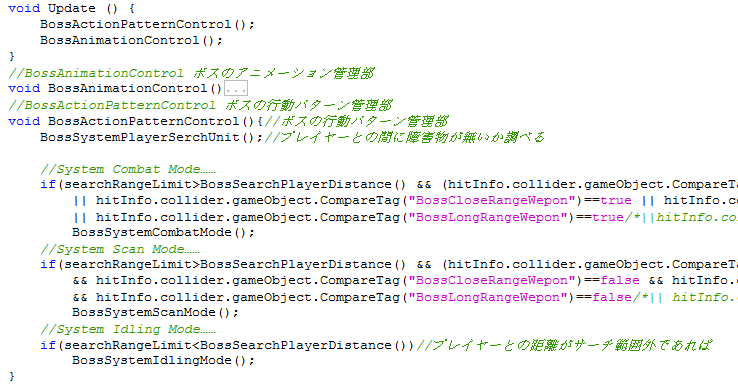 void Update () {
BossActionPatternControl();
BossAnimationControl();
}
//BossAnimationControl ボスのアニメーション管理部
void BossAnimationControl()...
//BossActionPatternControl ボスの行動パターン管理部
void BossActionPatternControl(){//ボスの行動パターン管理部
BossSystemPlayerSerchUnit();//プレイヤーとの間に障害物が無いか調べる
//System Combat Mode……
if(searchRangeLimit>BossSearchPlayerDistance() && (hitInfo.collider.gameObject.CompareTa
|| hitInfo.collider.gameObject.CompareTag("BossCloseRangeWepon")==true || hitInfo.co
|| hitInfo.collider.gameObject.CompareTag("BossLongRangeWepon")==true/*||hitInfo.co
BossSystemCombatMode();
//System Scan Mode……
if(searchRangeLimit>BossSearchPlayerDistance() && (hitInfo.collider.gameObject.CompareTa
&& hitInfo.collider.gameObject.CompareTag("BossCloseRangeWepon")==false && hitInfo.c
&& hitInfo.collider.gameObject.CompareTag("BossLongRangeWepon")==false/*|| hitInfo.c
BossSystemScanMode();
//System Idling Mode……
if(searchRangeLimit<BossSearchPlayerDistance())//プレイヤーとの距離がサーチ範囲外であれば
BossSystemIdlingMode();
}